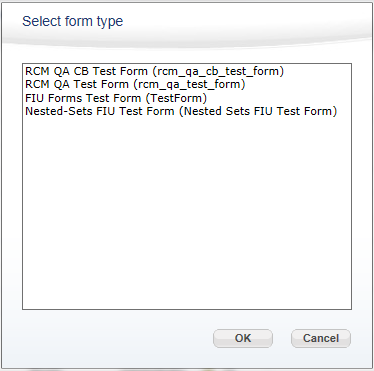 Select form type
RCM QA CB Test Form (rcm_qa_cb_test_form)
RCM QA Test Form (rcm_qa_test_form)
FIU Forms Test Form (TestForm)
Nested-Sets FIU Test Form (Nested Sets FIU Test Form)
OK Cancel